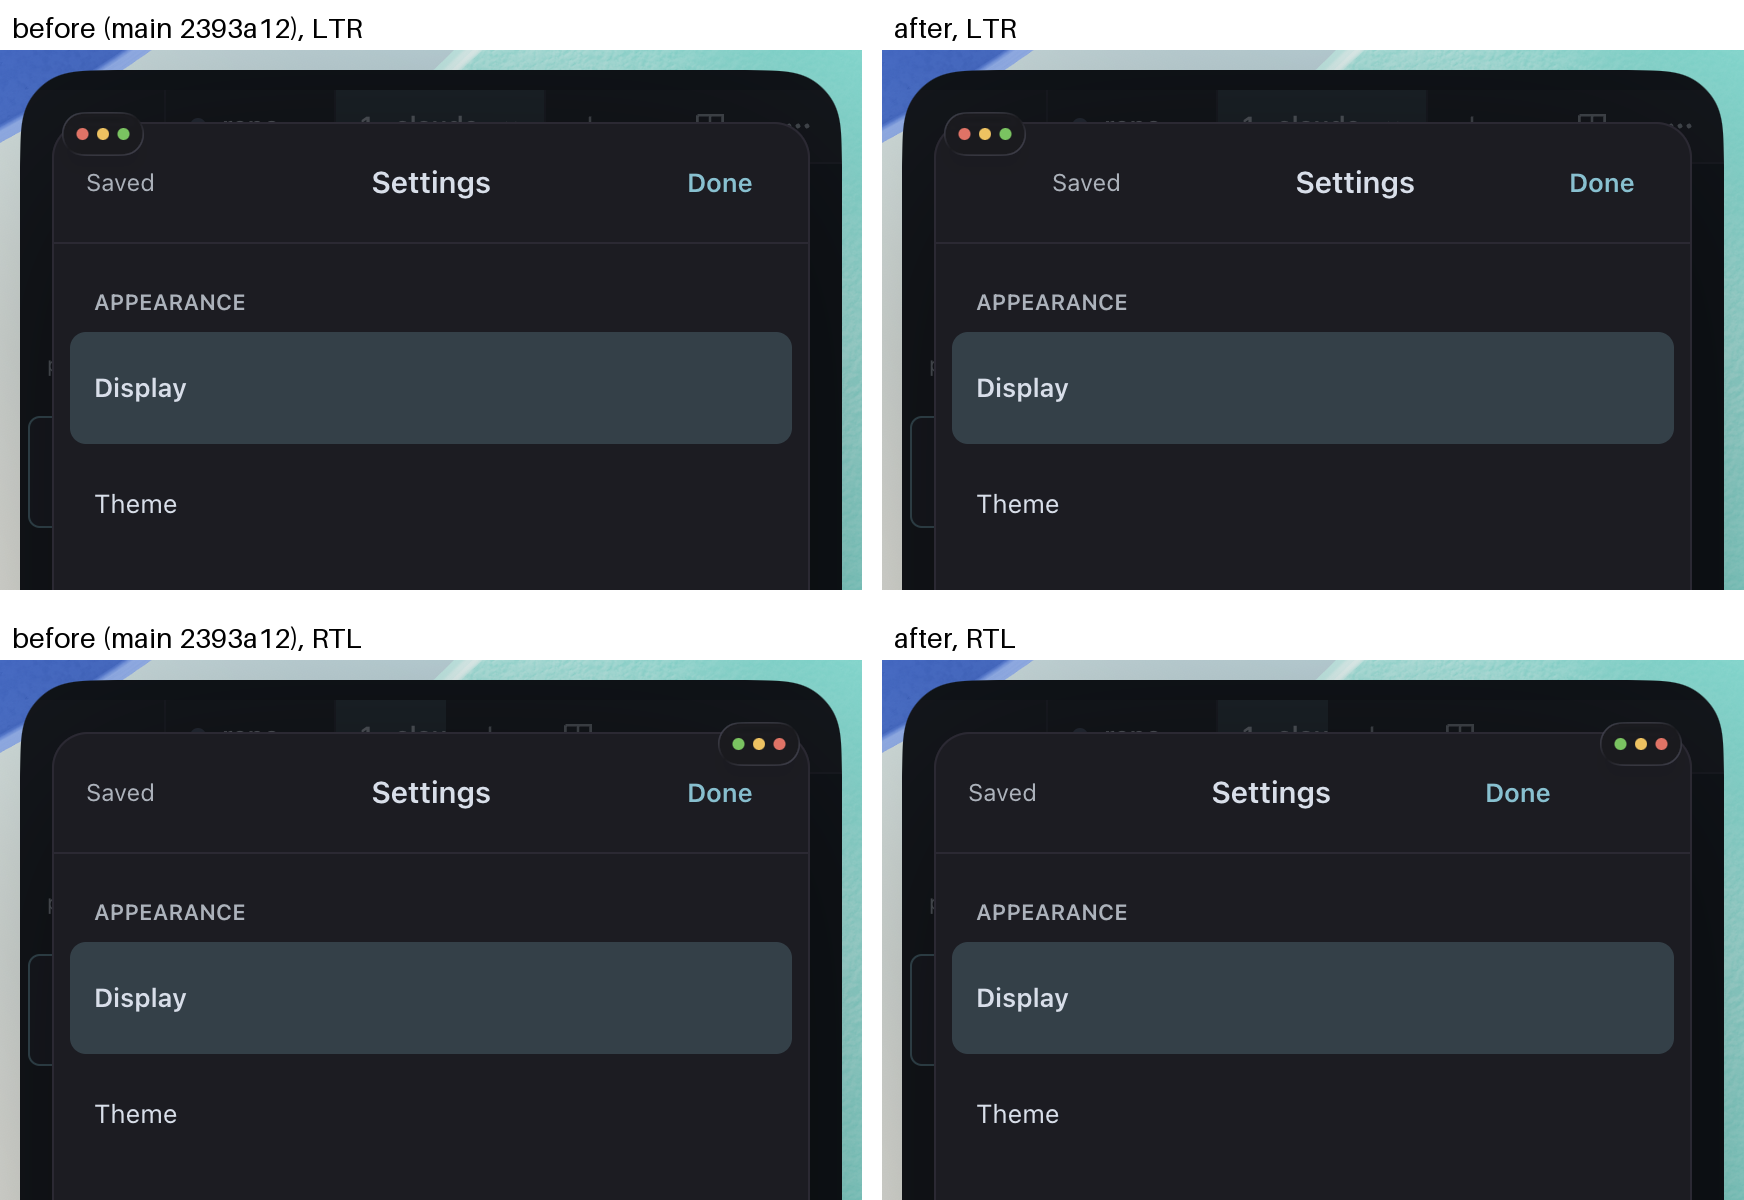 before (main 2393a12), LTR
Saved Settings Done
APPEARANCE
Display
Theme
after, LTR
Saved Settings Done
APPEARANCE
Display
Theme
before (main 2393a12), RTL
Saved Settings Done
APPEARANCE
Display
Theme
after, RTL
Saved Settings Done
APPEARANCE
Display
Theme